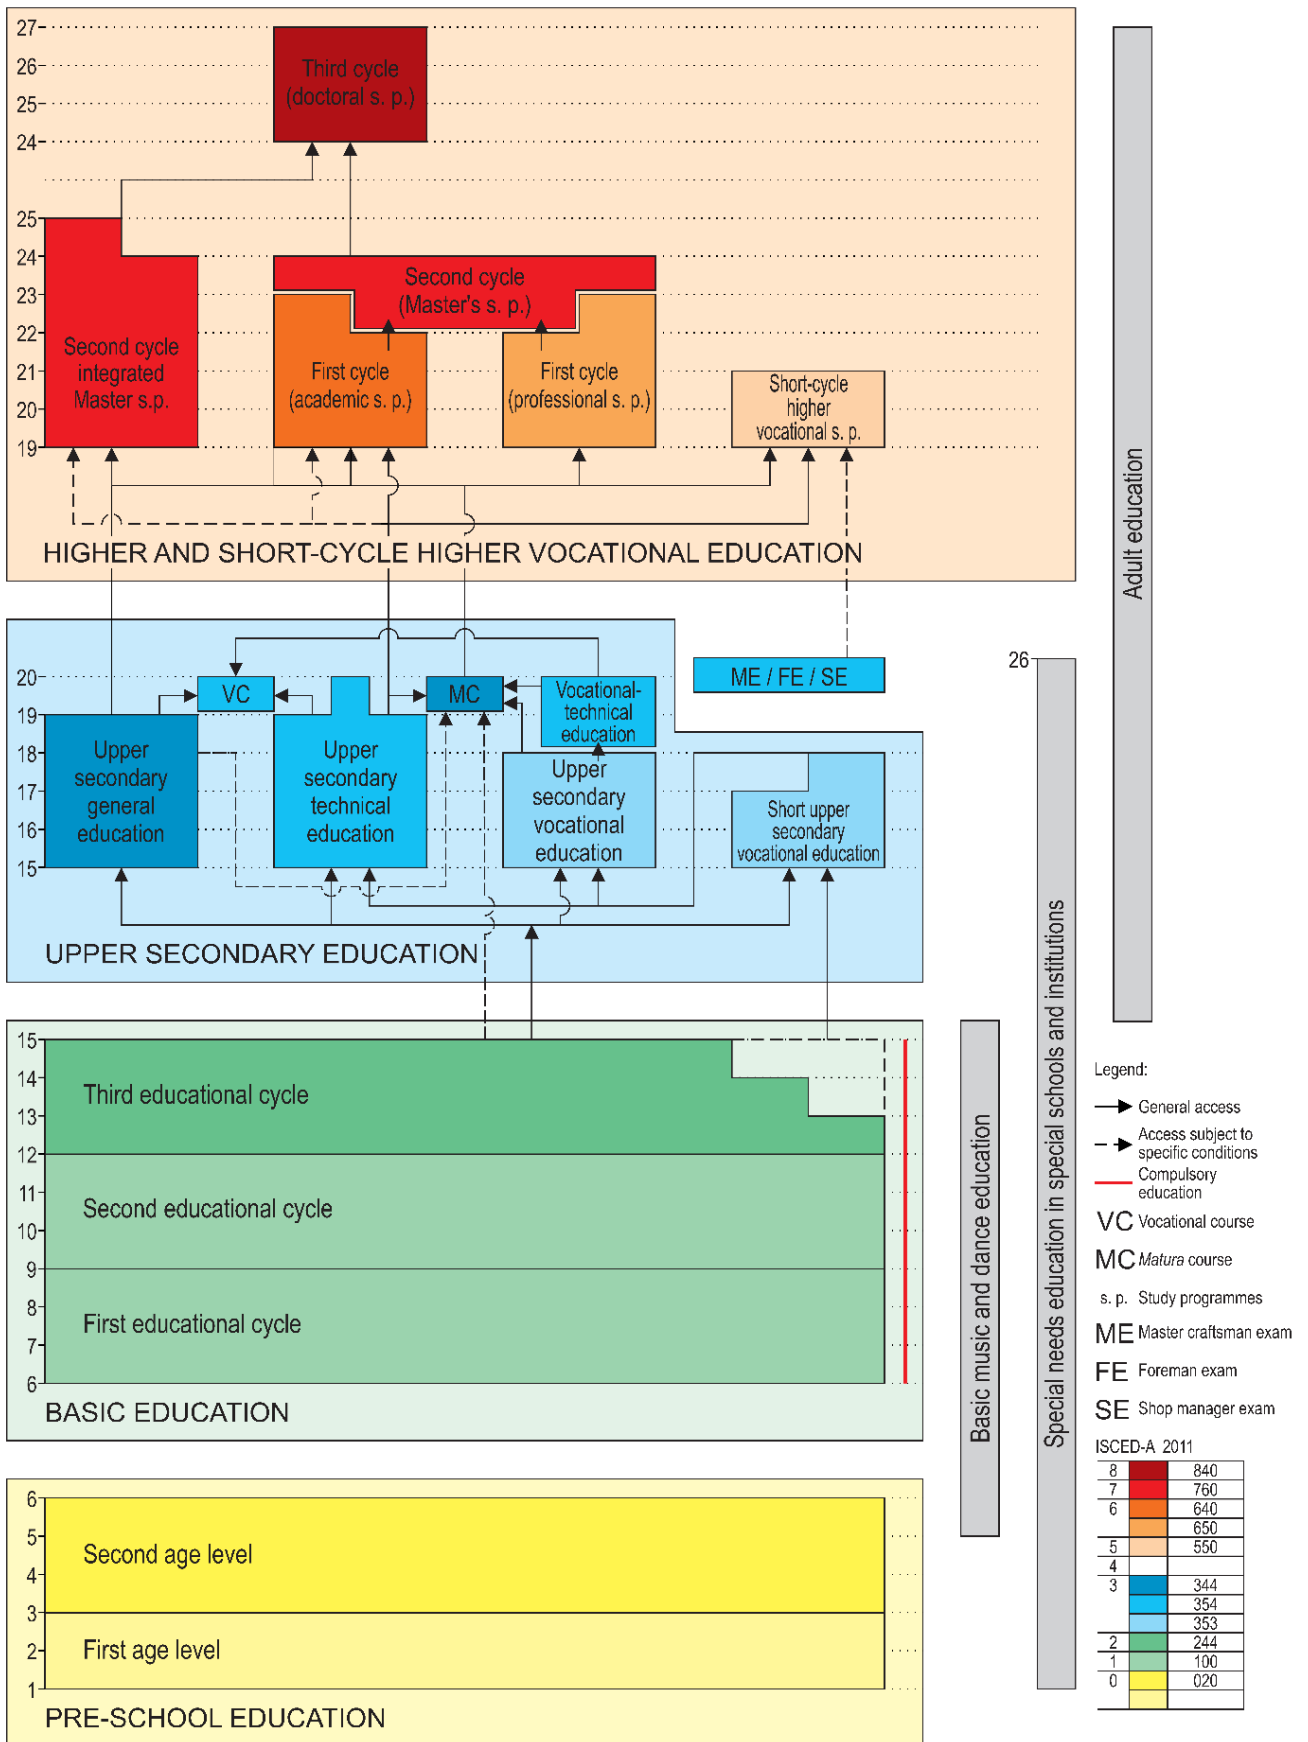 27
26
25
24
25
24
23
22
21
20
19
Third cycle
(doctoral s. p.)
Second cycle
integrated
Master s.p.
Second cycle
(Master's s. p.)
First cycle
(academic s. p.)
First cycle
(professional s. p.)
Short-cycle
higher
vocational s. p.
HIGHER AND SHORT-CYCLE HIGHER VOCATIONAL EDUCATION
20
19
18
17
16
15
VC
MC
Vocational-
technical
education
ME / FE / SE
Upper
secondary
general
education
Upper
secondary
technical
education
Upper
secondary
vocational
education
Short upper
secondary
vocational education
UPPER SECONDARY EDUCATION
15
14
13
12
11
10
9
8
7
6
Third educational cycle
Second educational cycle
First educational cycle
BASIC EDUCATION
6
5
4
3
2
1
Second age level
First age level
PRE-SCHOOL EDUCATION
Basic music and dance education
26
Special needs education in special schools and institutions
Adult education
Legend:
General access
Access subject to
specific conditions
Compulsory
education
VC Vocational course
MC Matura course
s. p. Study programmes
ME Master craftsman exam
FE Foreman exam
SE Shop manager exam
ISCED-A 2011
8 840
7 760
6 640
650
5 550
4
3 344
354
353
2 244
1 100
0 020